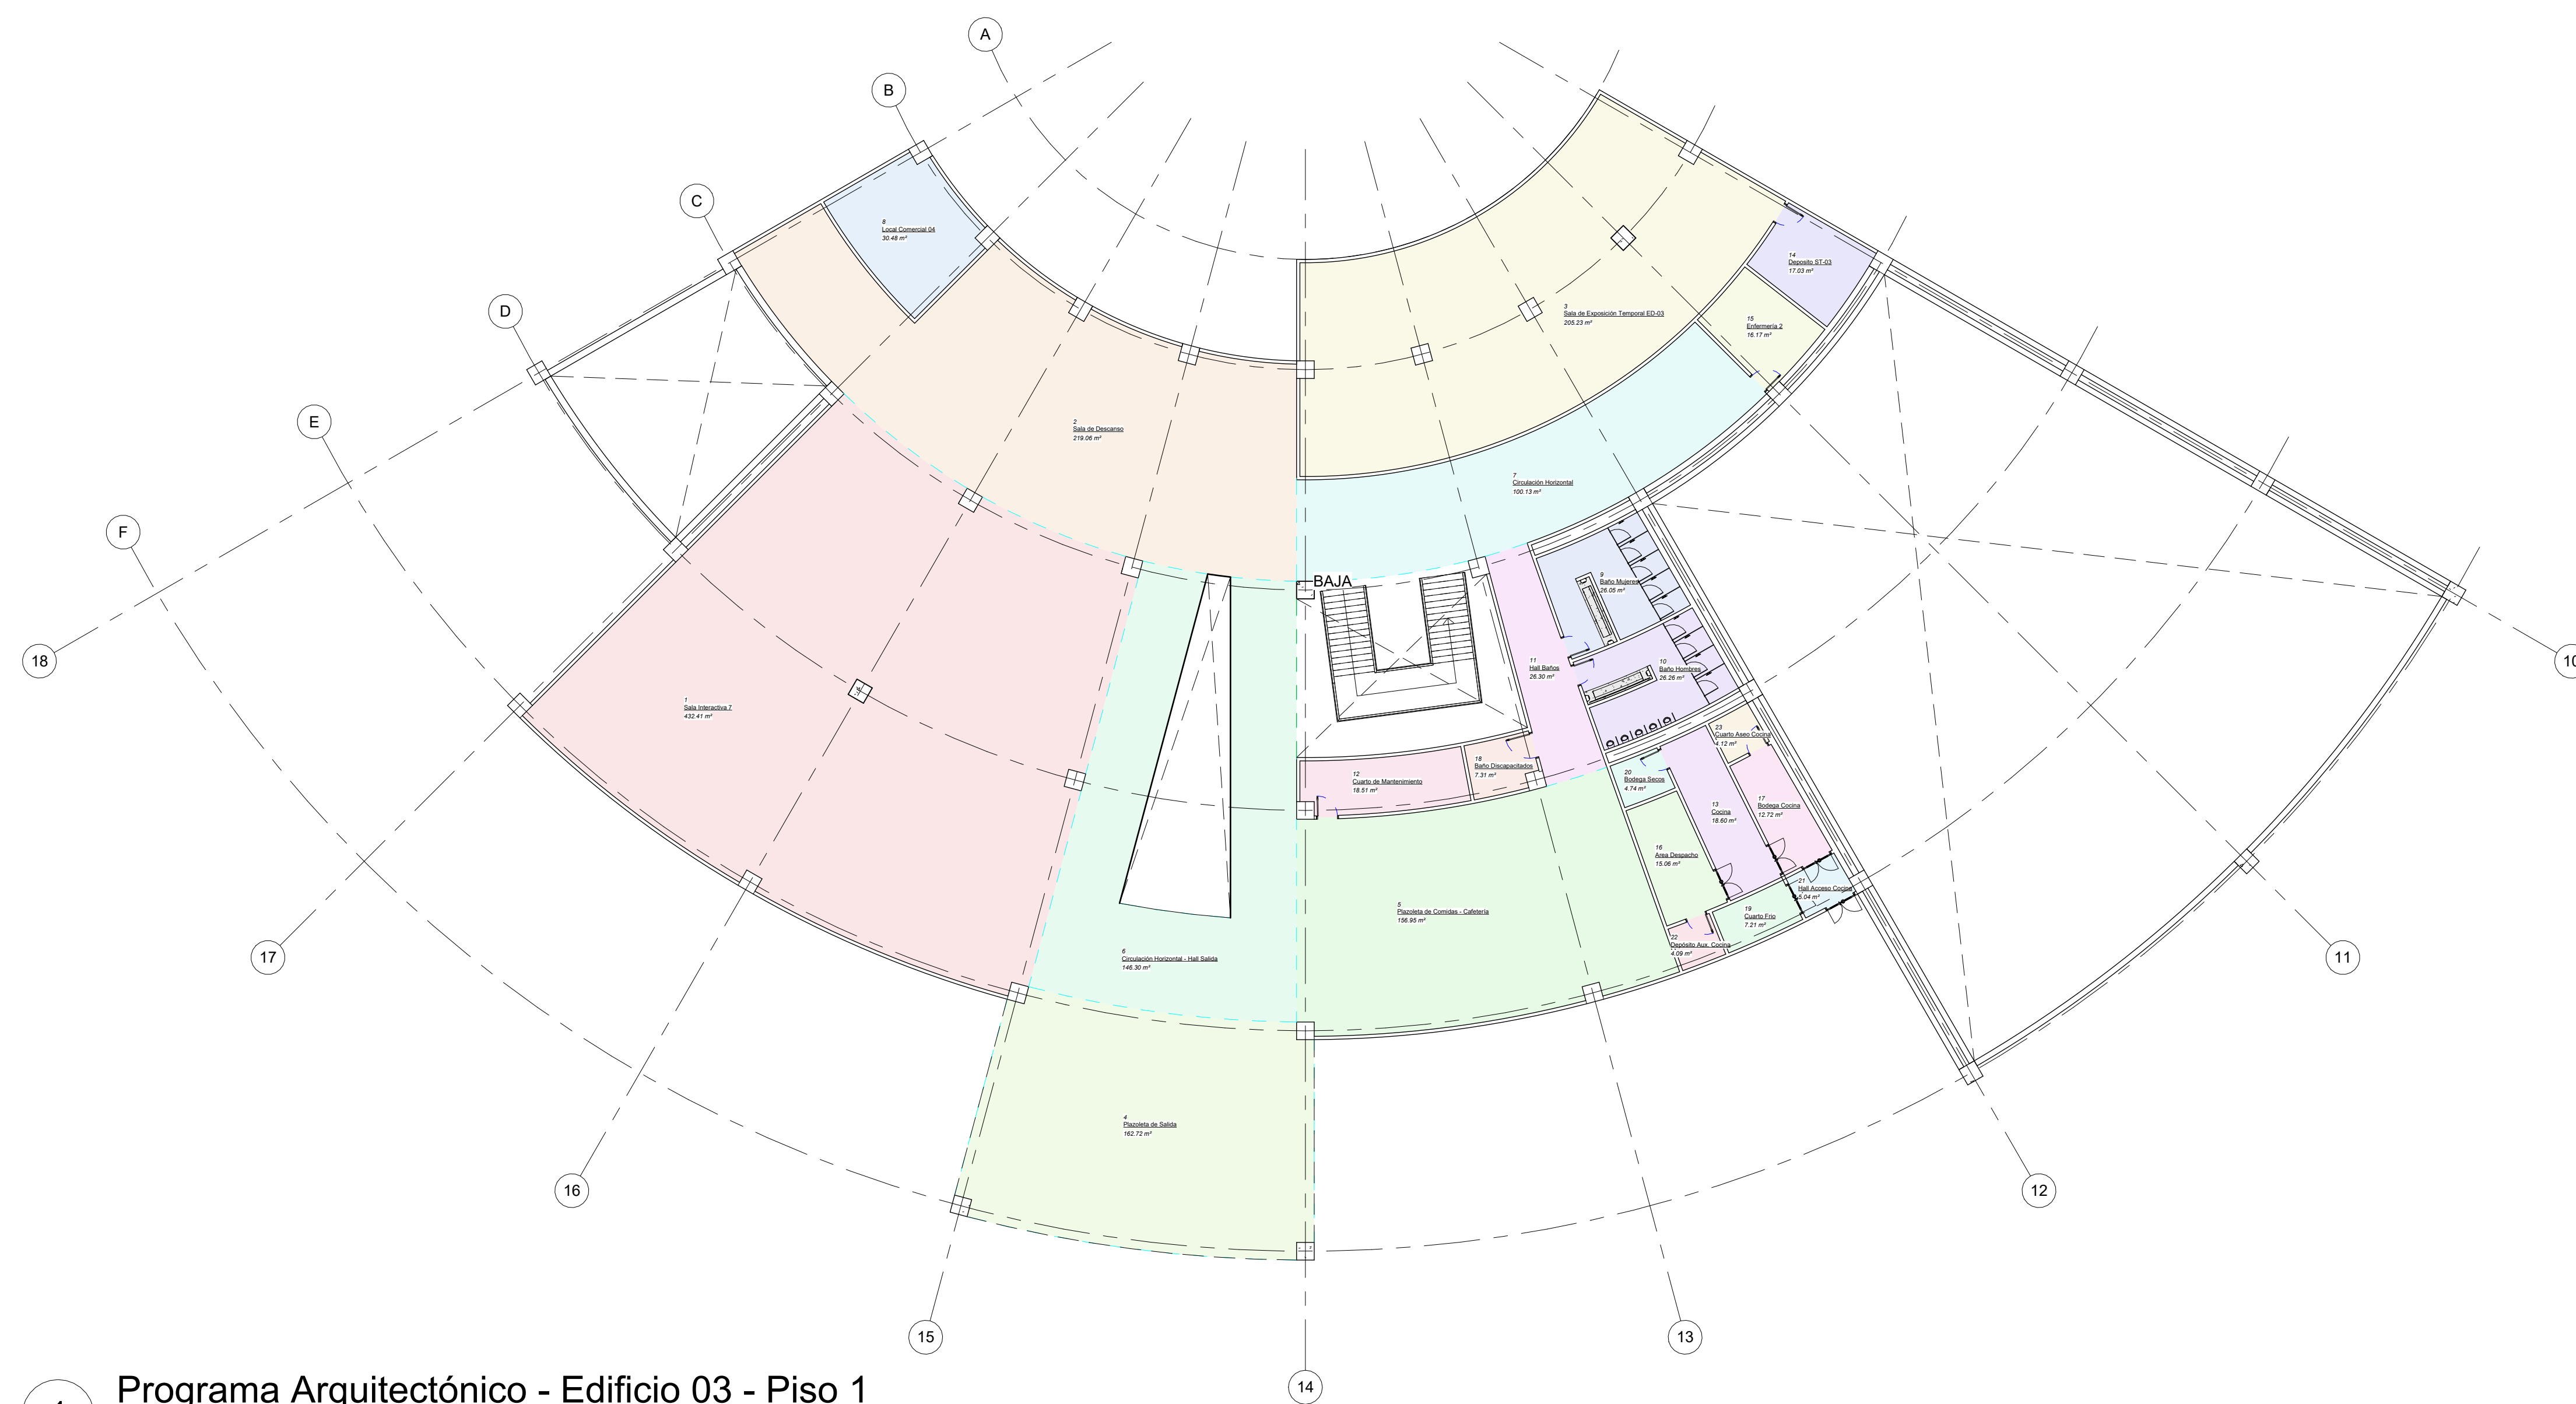 A
B
C
D
E
F
8
Local Comercial 04
30.48 m²
14
Deposito ST-03
17.03 m²
3
Sala de Exposición Temporal ED-03
205.23 m²
15
Enfermería 2
16.17 m²
2
Sala de Descanso
219.06 m²
7
Circulación Horizontal
100.13 m²
BAJA
9
Baño Mujeres
26.05 m²
11
Hall Baños
26.30 m²
10
Baño Hombres
26.26 m²
1
Sala Interactiva 7
432.41 m²
23
Cuarto Aseo Cocina
4.12 m²
18
Baño Discapacitados
7.31 m²
12
Cuarto de Mantenimiento
18.51 m²
20
Bodega Secos
4.74 m²
13
Cocina
18.60 m²
17
Bodega Cocina
12.72 m²
16
Area Despacho
15.06 m²
21
Hall Acceso Cocina
5.04 m²
5
Plazoleta de Comidas - Cafetería
156.95 m²
19
Cuarto Frio
7.21 m²
22
Depósito Aux. Cocina
4.09 m²
6
Circulación Horizontal - Hall Salida
146.30 m²
4
Plazoleta de Salida
162.72 m²
18
17
16
15
14
13
12
11
10
Programa Arquitectónico - Edificio 03 - Piso 1